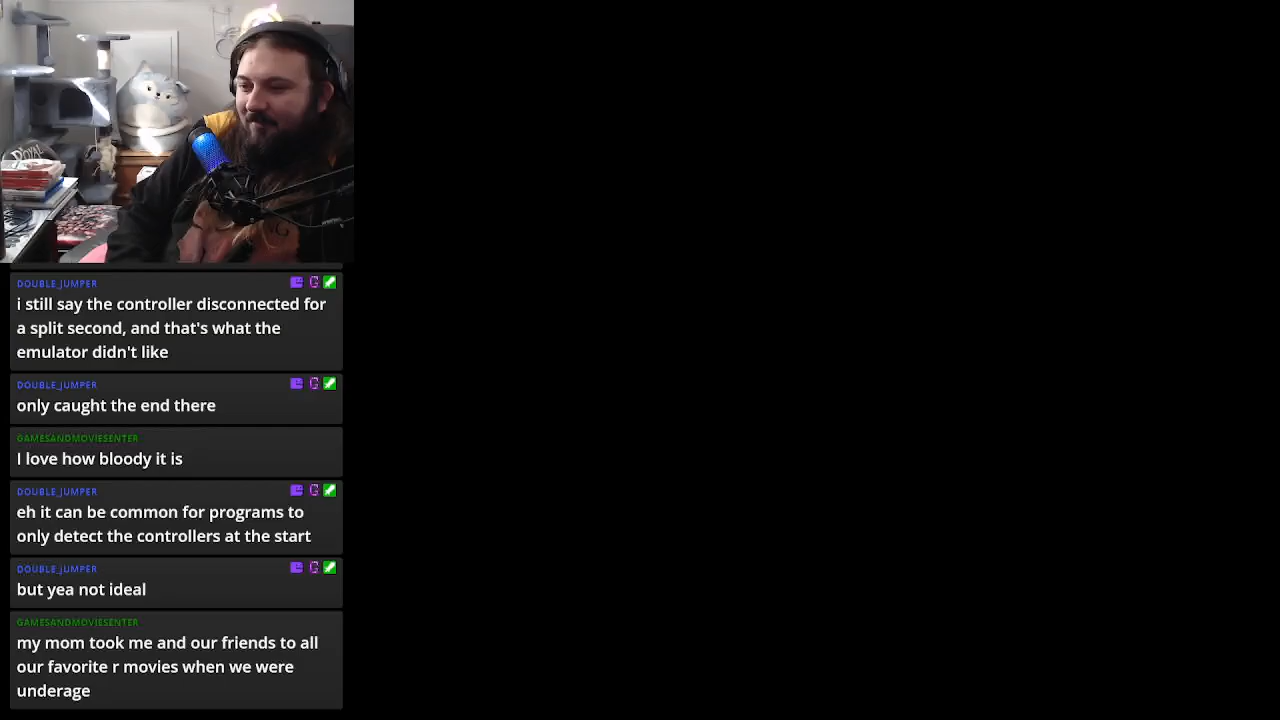 ROYAL
DOUBLE_JUMPER
i still say the controller disconnected for
a split second, and that's what the
emulator didn't like
DOUBLE_JUMPER
only caught the end there
GAMESANDMOVIESENTER
I love how bloody it is
DOUBLE_JUMPER
eh it can be common for programs to
only detect the controllers at the start
DOUBLE_JUMPER
but yea not ideal
GAMESANDMOVIESENTER
my mom took me and our friends to all
our favorite r movies when we were
underage